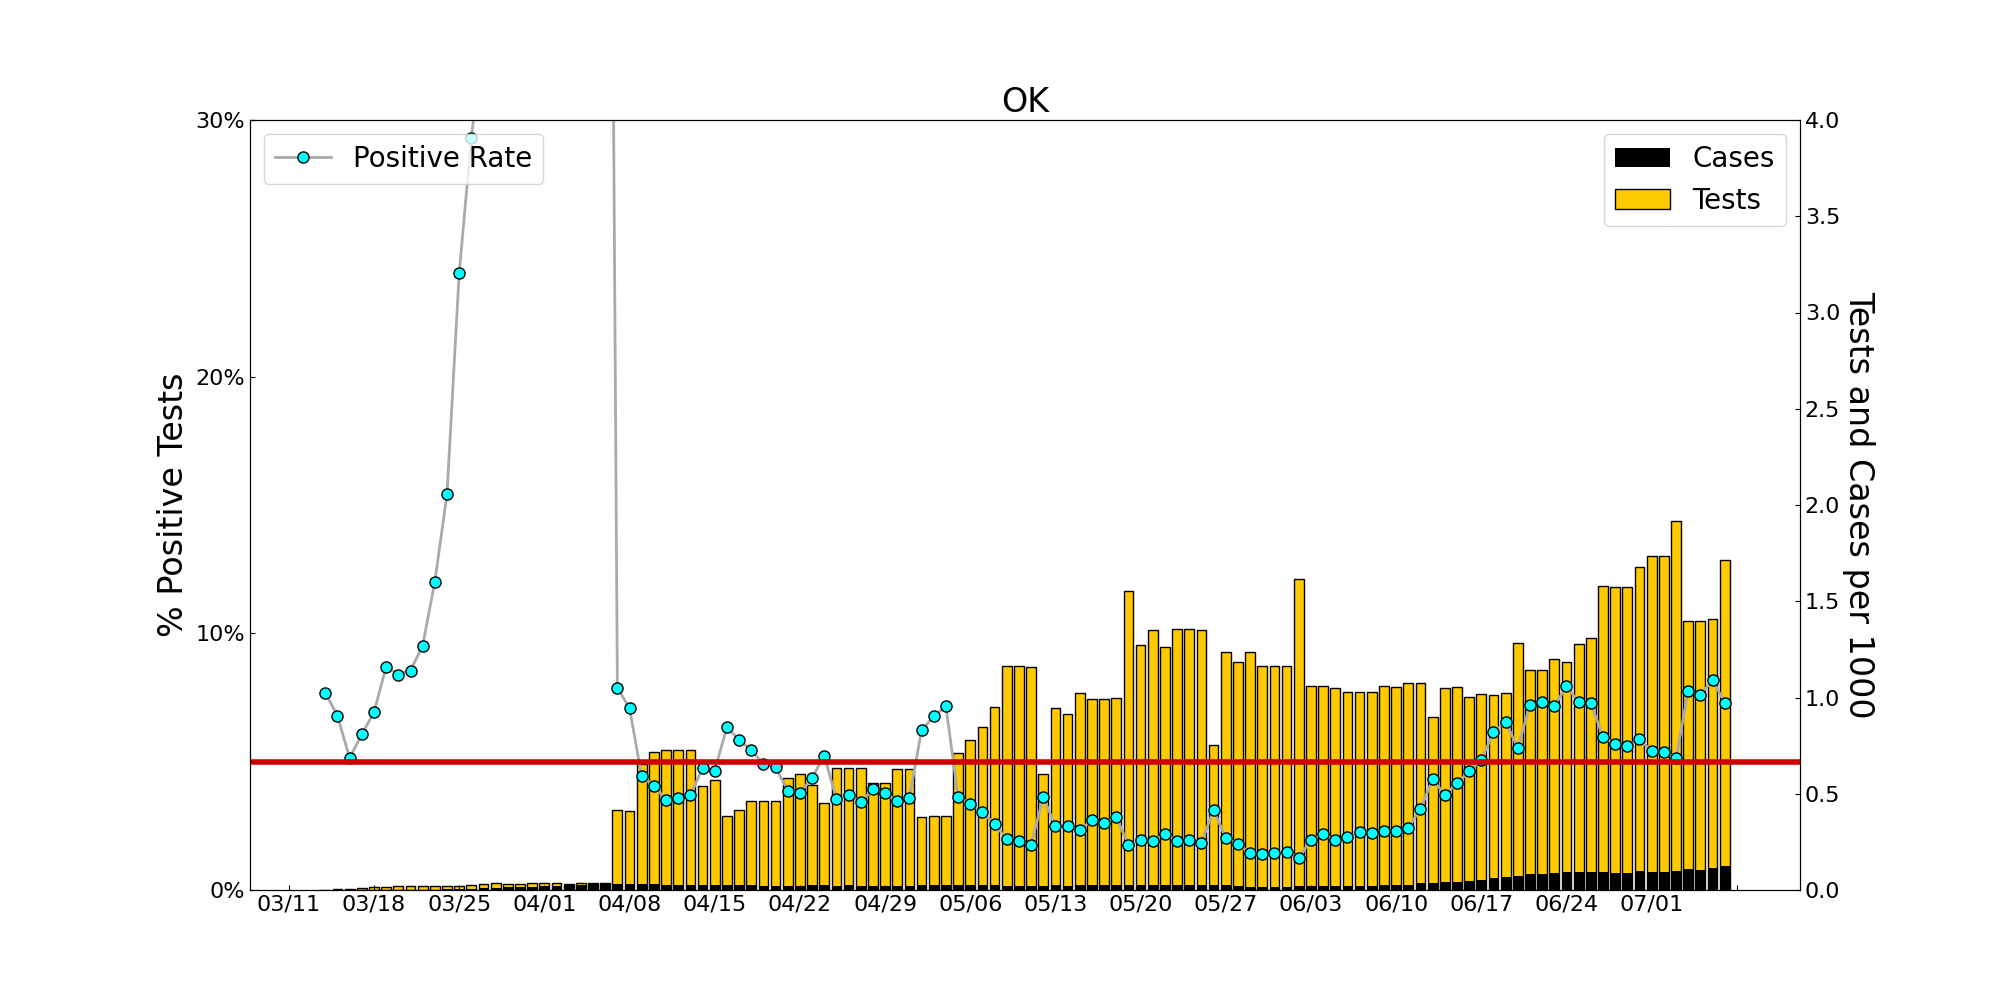 OK
30%
20%
10%
0%
% Positive Tests
Positive Rate
Cases
Tests
4.0
3.5
3.0
2.5
2.0
1.5
1.0
0.5
0.0
Tests and Cases per 1000
03/11 03/18 03/25 04/01 04/08 04/15 04/22 04/29 05/06 05/13 05/20 05/27 06/03 06/10 06/17 06/24 07/01